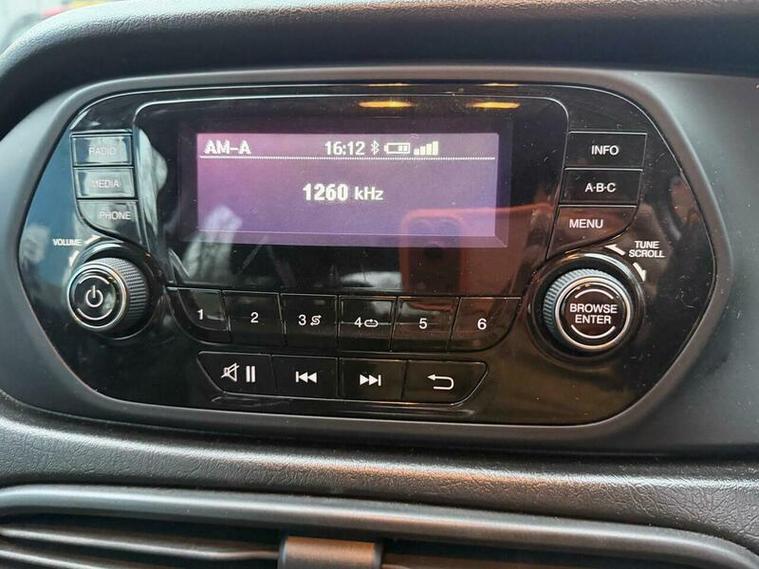 AM-A 16:12
1260 kHz
RADIO
MEDIA
PHONE
VOLUME
INFO
A·B·C
MENU
TUNE
SCROLL
BROWSE
ENTER
1 2 3 4 5 6